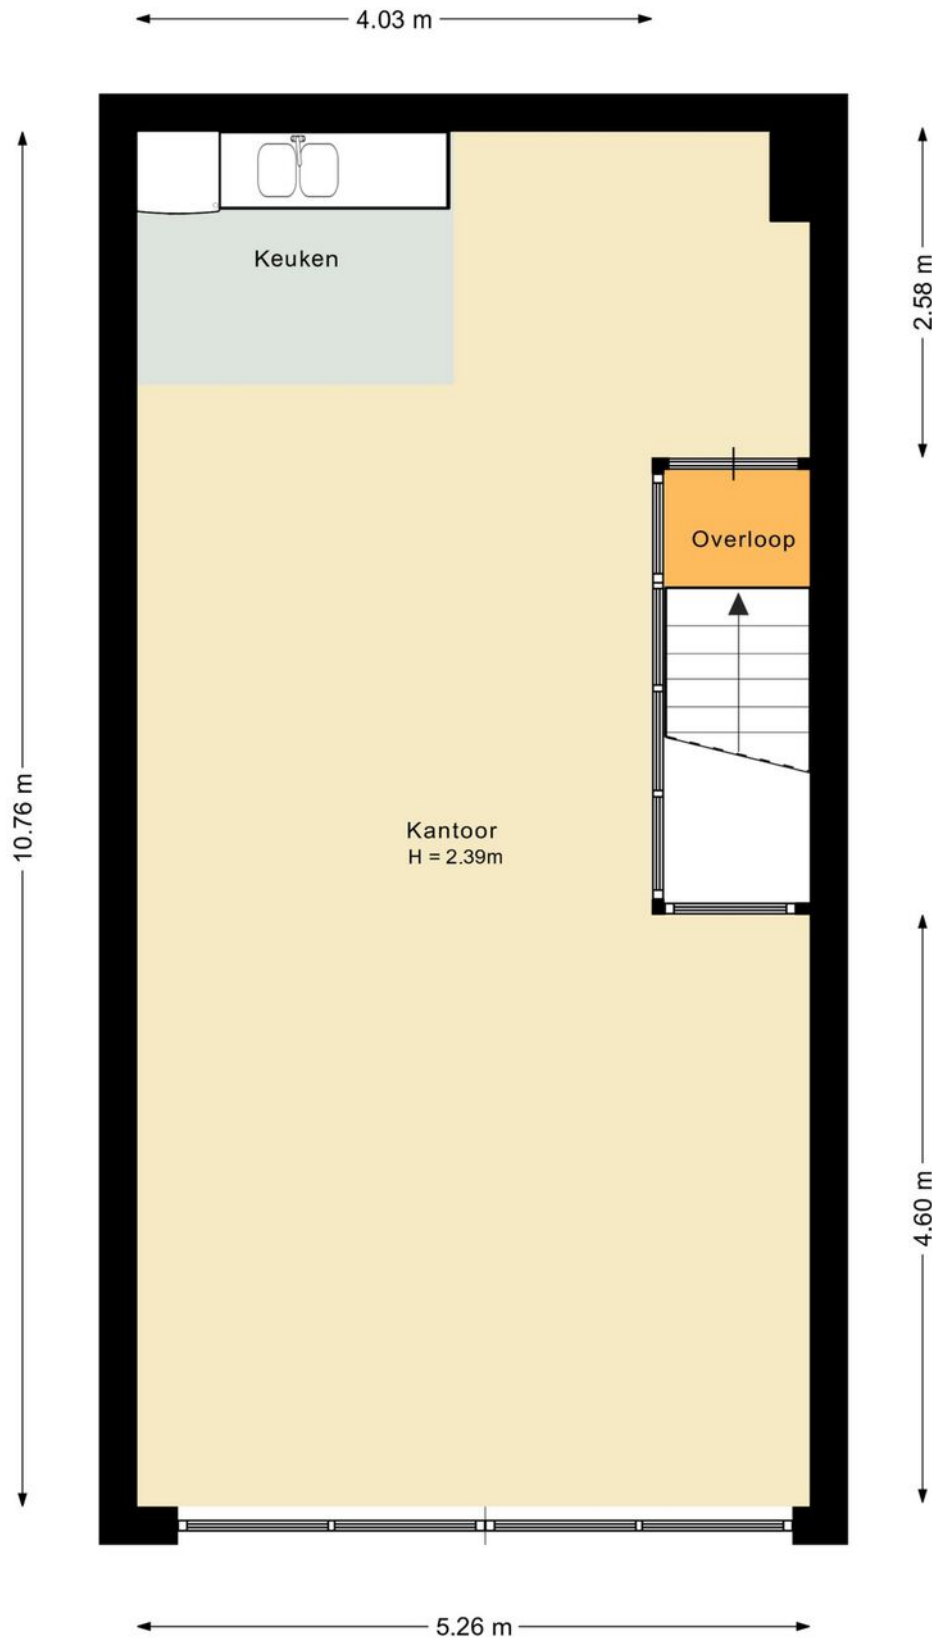 4.03 m
Keuken
2.58 m
Overloop
10.76 m
Kantoor
H = 2.39m
4.60 m
5.26 m